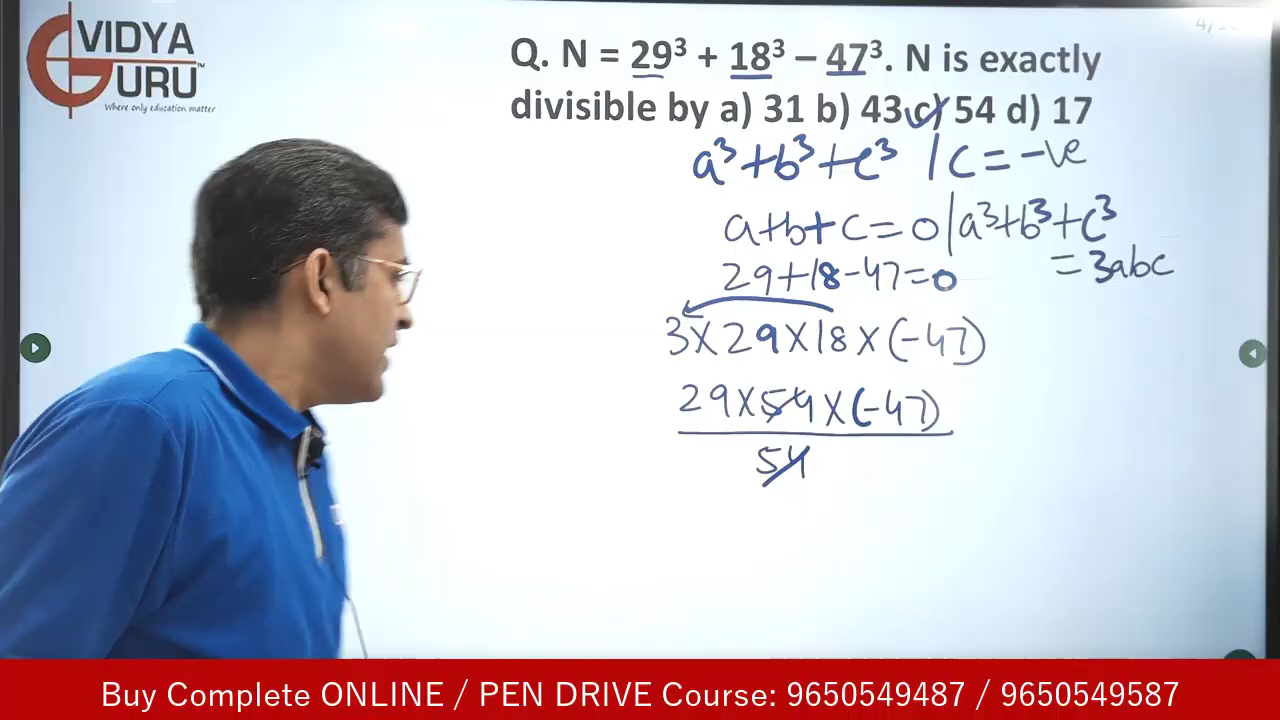 VIDYA
GURU™
Where only education matter
Q. N = 29³ + 18³ – 47³. N is exactly
divisible by a) 31 b) 43 c) 54 d) 17
a³+b³+c³ | c = -ve
a+b+c = 0 | a³+b³+c³
= 3abc
29+18-47=0
3×29×18×(-47)
29×54×(-47)
54
Buy Complete ONLINE / PEN DRIVE Course: 9650549487 / 9650549587